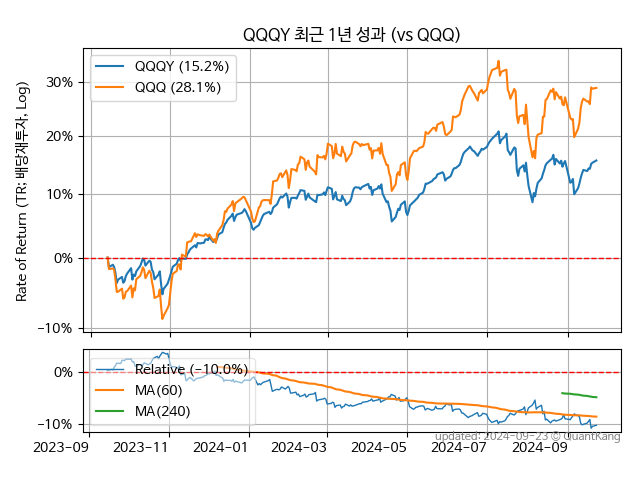 QQQY 최근 1년 성과 (vs QQQ)
Rate of Return (TR: 배당재투자, Log)
30%
20%
10%
0%
−10%
QQQY (15.2%)
QQQ (28.1%)
0%
−10%
Relative (−10.0%)
MA(60)
MA(240)
updated: 2024-09-23 © QuantKang
2023-09
2023-11
2024-01
2024-03
2024-05
2024-07
2024-09